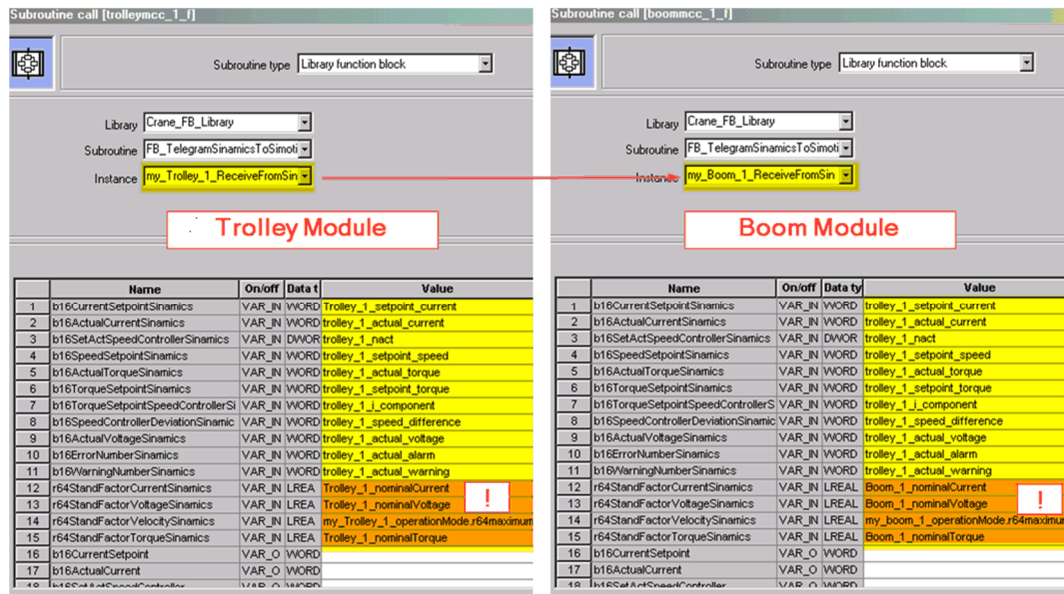 Subroutine call [trolleymcc_1_f]
Subroutine type Library function block
Library Crane_FB_Library
Subroutine FB_TelegramSinamicsToSimoti
Instance my_Trolley_1_ReceiveFromSin
Trolley Module
Name On/off Data t Value
1 b16CurrentSetpointSinamics VAR_IN WORD Trolley_1_setpoint_current
2 b16ActualCurrentSinamics VAR_IN WORD trolley_1_actual_current
3 b16SetActSpeedControllerSinamics VAR_IN DWOR trolley_1_nact
4 b16SpeedSetpointSinamics VAR_IN WORD trolley_1_setpoint_speed
5 b16ActualTorqueSinamics VAR_IN WORD trolley_1_actual_torque
6 b16TorqueSetpointSinamics VAR_IN WORD trolley_1_setpoint_torque
7 b16TorqueSetpointSpeedControllerSi VAR_IN WORD trolley_1_i_component
8 b16SpeedControllerDeviationSinamic VAR_IN WORD trolley_1_speed_difference
9 b16ActualVoltageSinamics VAR_IN WORD trolley_1_actual_voltage
10 b16ErrorNumberSinamics VAR_IN WORD trolley_1_actual_alarm
11 b16WarningNumberSinamics VAR_IN WORD trolley_1_actual_warning
12 r64StandFactorCurrentSinamics VAR_IN LREA Trolley_1_nominalCurrent
13 r64StandFactorVoltageSinamics VAR_IN LREA Trolley_1_nominalVoltage !
14 r64StandFactorVelocitySinamics VAR_IN LREA my_Trolley_1_operationMode.r64maximum
15 r64StandFactorTorqueSinamics VAR_IN LREA Trolley_1_nominalTorque
16 b16CurrentSetpoint VAR_O WORD
17 b16ActualCurrent VAR_O WORD
18 b16SetActSpeedController VAR_O WORD
Subroutine call [boommcc_1_f]
Subroutine type Library function block
Library Crane_FB_Library
Subroutine FB_TelegramSinamicsToSimoti
Instance my_Boom_1_ReceiveFromSin
Boom Module
Name On/off Data ty Value
1 b16CurrentSetpointSinamics VAR_IN WORD trolley_1_setpoint_current
2 b16ActualCurrentSinamics VAR_IN WORD trolley_1_actual_current
3 b16SetActSpeedControllerSinamics VAR_IN DWOR trolley_1_nact
4 b16SpeedSetpointSinamics VAR_IN WORD trolley_1_setpoint_speed
5 b16ActualTorqueSinamics VAR_IN WORD trolley_1_actual_torque
6 b16TorqueSetpointSinamics VAR_IN WORD trolley_1_setpoint_torque
7 b16TorqueSetpointSpeedControllerS VAR_IN WORD trolley_1_i_component
8 b16SpeedControllerDeviationSinamic VAR_IN WORD trolley_1_speed_difference
9 b16ActualVoltageSinamics VAR_IN WORD trolley_1_actual_voltage
10 b16ErrorNumberSinamics VAR_IN WORD trolley_1_actual_alarm
11 b16WarningNumberSinamics VAR_IN WORD trolley_1_actual_warning
12 r64StandFactorCurrentSinamics VAR_IN LREAL Boom_1_nominalCurrent
13 r64StandFactorVoltageSinamics VAR_IN LREAL Boom_1_nominalVoltage !
14 r64StandFactorVelocitySinamics VAR_IN LREAL my_boom_1_operationMode.r64maximum
15 r64StandFactorTorqueSinamics VAR_IN LREAL Boom_1_nominalTorque
16 b16CurrentSetpoint VAR_O WORD
17 b16ActualCurrent VAR_O WORD
18 b16SetActSpeedController VAR_O WORD